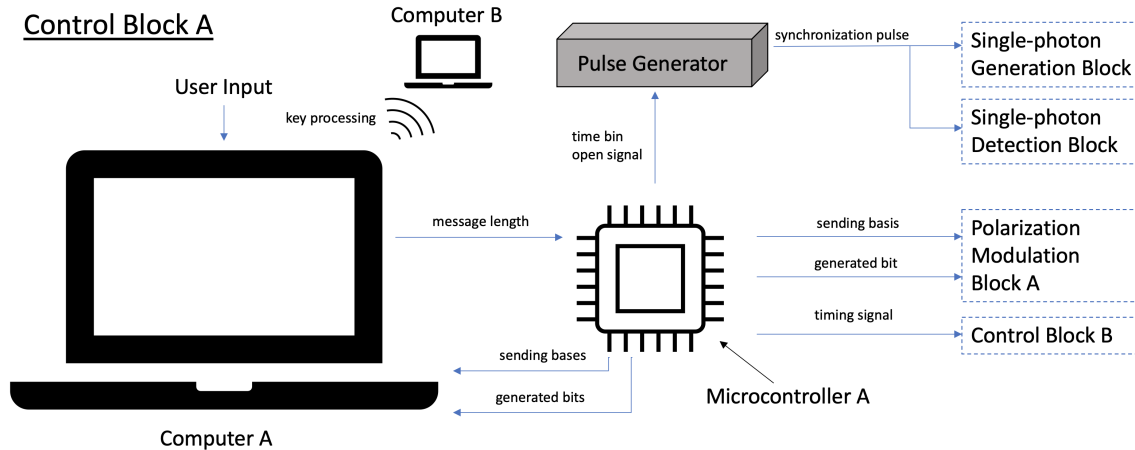 Control Block A
Computer B
User Input
key processing
Pulse Generator
synchronization pulse
Single-photon
Generation Block
Single-photon
Detection Block
time bin
open signal
message length
sending basis
generated bit
Polarization
Modulation
Block A
timing signal
Control Block B
sending bases
generated bits
Microcontroller A
Computer A